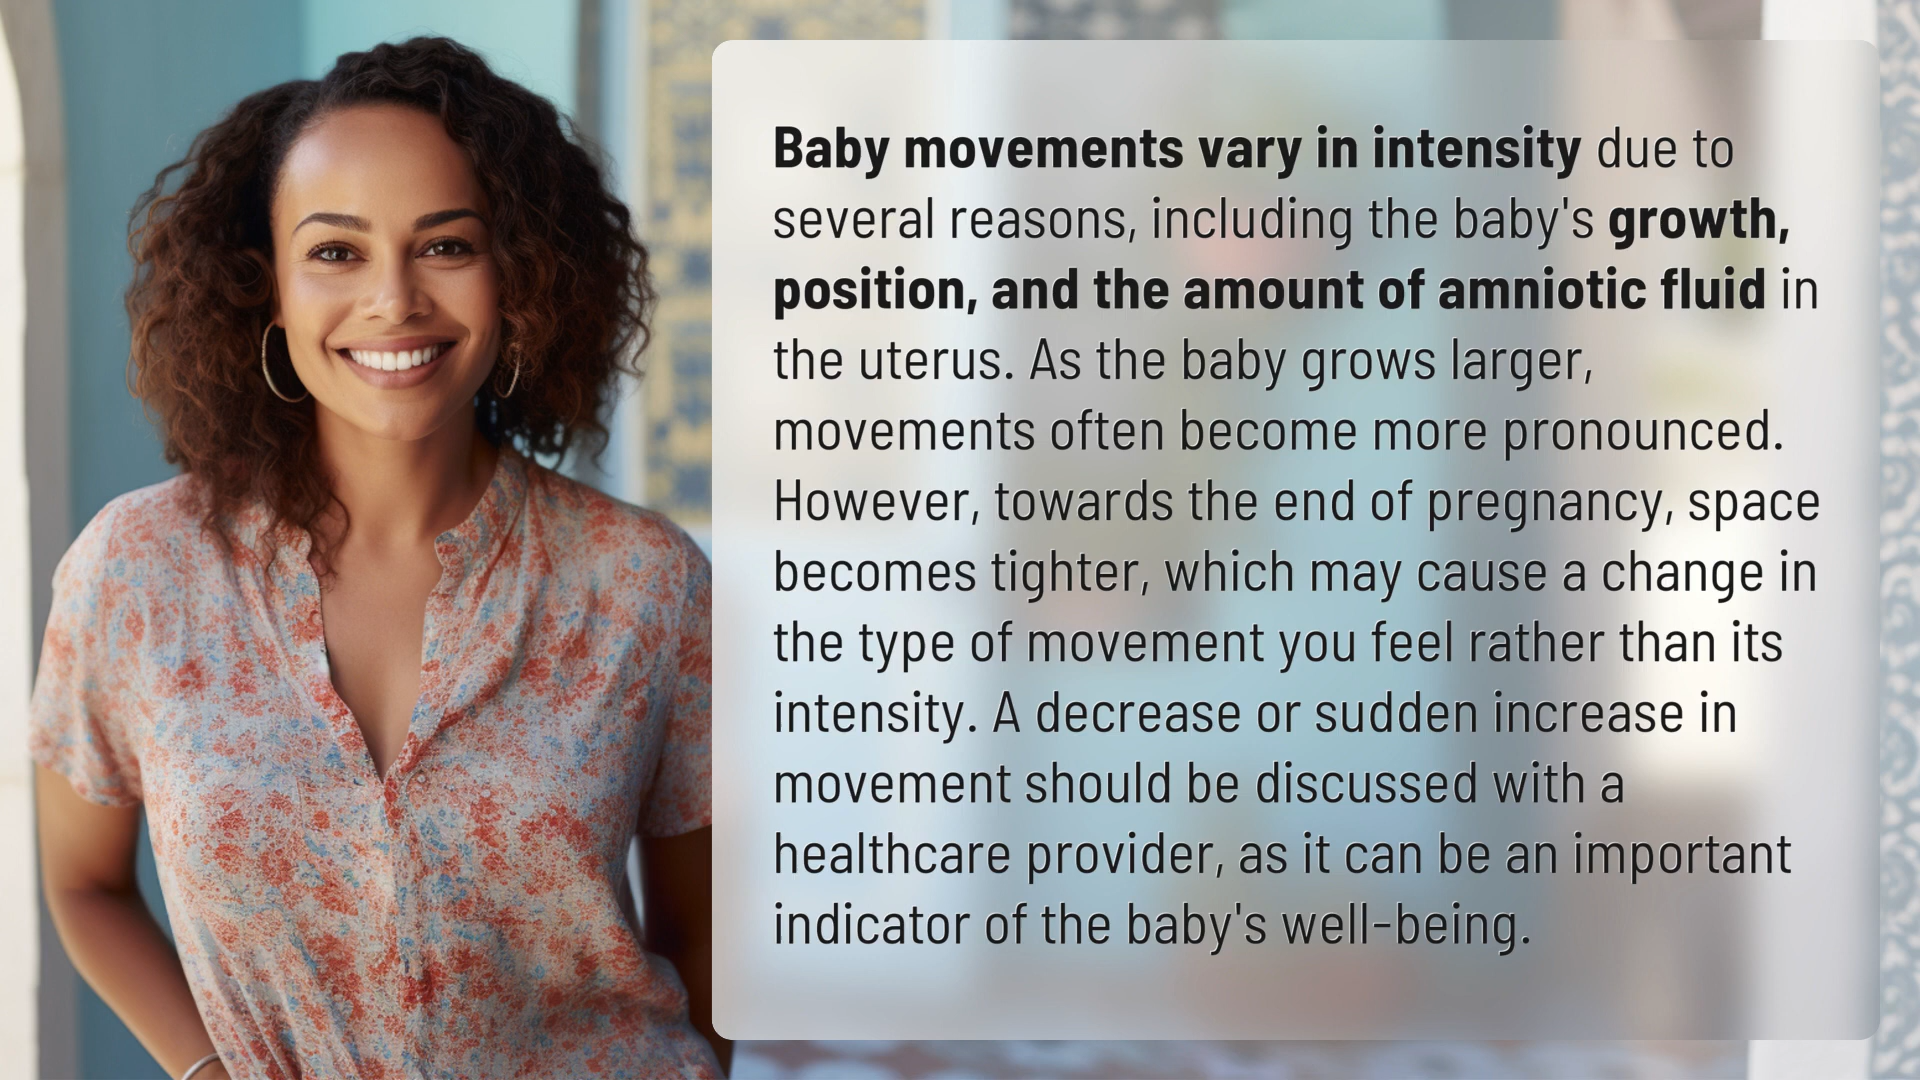 Baby movements vary in intensity due to
several reasons, including the baby's growth,
position, and the amount of amniotic fluid in
the uterus. As the baby grows larger,
movements often become more pronounced.
However, towards the end of pregnancy, space
becomes tighter, which may cause a change in
the type of movement you feel rather than its
intensity. A decrease or sudden increase in
movement should be discussed with a
healthcare provider, as it can be an important
indicator of the baby's well-being.